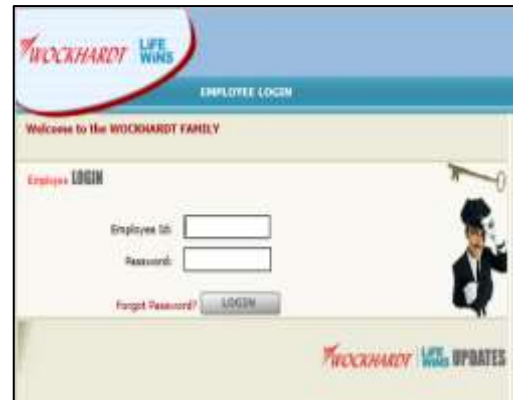 WOCKHARDT LiFE WiNS
EMPLOYEE LOGIN
Welcome to the WOCKHARDT FAMILY
Employee LOGIN
Employee Id:
Password:
Forgot Password? LOGIN
WOCKHARDT LiFE WiNS UPDATES